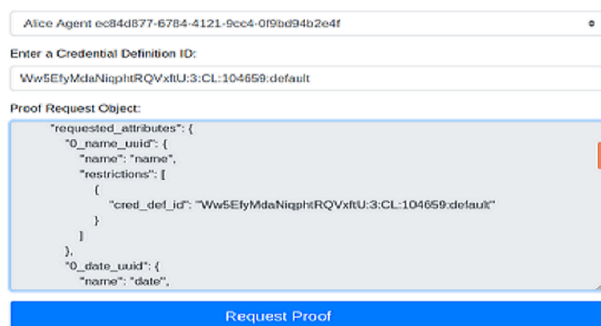 Alice Agent ec84d877-6784-4121-9cc4-0f9bd94b2e4f
Enter a Credential Definition ID:
Ww5EfyMdaNiqphtRQVxftU:3:CL:104659:default
Proof Request Object:
"requested_attributes": {
"0_name_uuid": {
"name": "name",
"restrictions": [
{
"cred_def_id": "Ww5EfyMdaNiqphtRQVxftU:3:CL:104659:default"
}
]
},
"0_date_uuid": {
"name": "date",
Request Proof